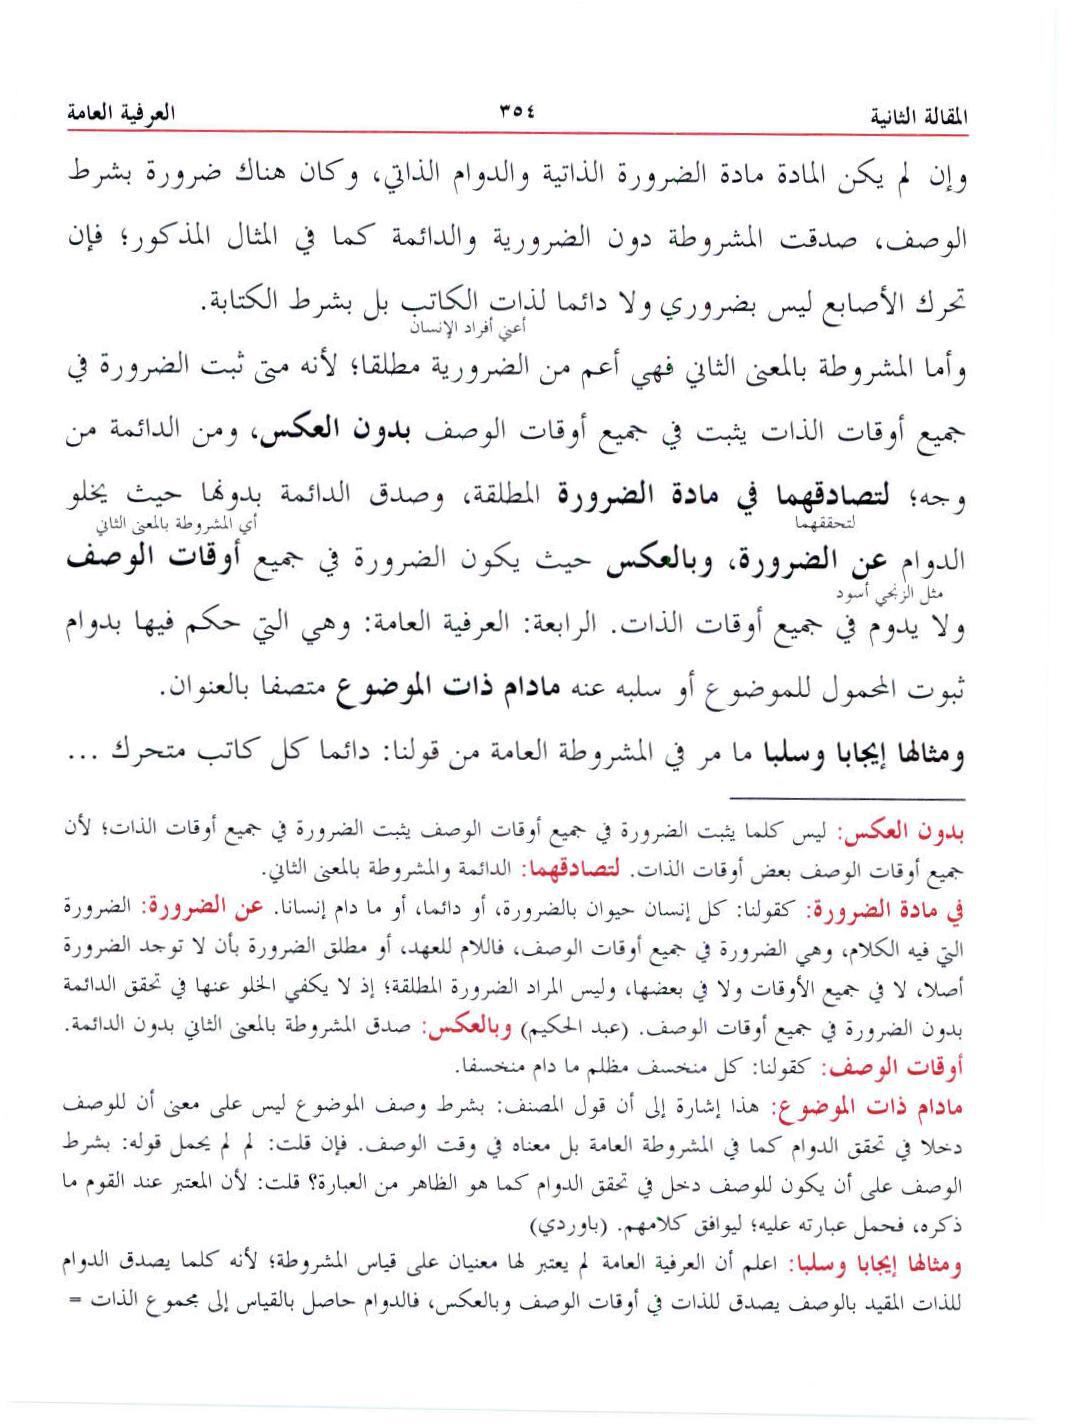 المقالة الثانية ٣٥٤ العرفية العامة
وإن لم يكن المادة مادة الضرورة الذاتية والدوام الذاتي، وكان هناك ضرورة بشرط
الوصف، صدقت المشروطة دون الضرورية والدائمة كما في المثال المذكور؛ فإن
تحرك الأصابع ليس بضروري ولا دائما لذات الكاتب بل بشرط الكتابة.
أعني أفراد الإنسان
وأما المشروطة بالمعنى الثاني فهي أعم من الضرورية مطلقا؛ لأنه متى ثبت الضرورة في
جميع أوقات الذات يثبت في جميع أوقات الوصف بدون العكس، ومن الدائمة من
وجه؛ لتصادقهما في مادة الضرورة المطلقة، وصدق الدائمة بدونها حيث يخلو
لتحققهما أي المشروطة بالمعنى الثاني
الدوام عن الضرورة، وبالعكس حيث يكون الضرورة في جميع أوقات الوصف
مثل الزنجي أسود
ولا يدوم في جميع أوقات الذات. الرابعة: العرفية العامة: وهي التي حكم فيها بدوام
ثبوت المحمول للموضوع أو سلبه عنه مادام ذات الموضوع متصفا بالعنوان.
ومثالها إيجابا وسلبا ما مر في المشروطة العامة من قولنا: دائما كل كاتب متحرك ...
بدون العكس: ليس كلما يثبت الضرورة في جميع أوقات الوصف يثبت الضرورة في جميع أوقات الذات؛ لأن
جميع أوقات الوصف بعض أوقات الذات. لتصادقهما: الدائمة والمشروطة بالمعنى الثاني.
في مادة الضرورة: كقولنا: كل إنسان حيوان بالضرورة، أو دائما، أو ما دام إنسانا. عن الضرورة: الضرورة
التي فيه الكلام، وهي الضرورة في جميع أوقات الوصف، فاللام للعهد، أو مطلق الضرورة بأن لا توجد الضرورة
أصلا، لا في جميع الأوقات ولا في بعضها، وليس المراد الضرورة المطلقة؛ إذ لا يكفي الخلو عنها في تحقق الدائمة
بدون الضرورة في جميع أوقات الوصف. (عبد الحكيم) وبالعكس: صدق المشروطة بالمعنى الثاني بدون الدائمة.
أوقات الوصف: كقولنا: كل منخسف مظلم ما دام منخسفا.
مادام ذات الموضوع: هذا إشارة إلى أن قول المصنف: بشرط وصف الموضوع ليس على معنى أن للوصف
دخلا في تحقق الدوام كما في المشروطة العامة بل معناه في وقت الوصف. فإن قلت: لم لم يحمل قوله: بشرط
الوصف على أن يكون للوصف دخل في تحقق الدوام كما هو الظاهر من العبارة؟ قلت: لأن المعتبر عند القوم ما
ذكره، فحمل عبارته عليه؛ ليوافق كلامهم. (باوردي)
ومثالها إيجابا وسلبا: اعلم أن العرفية العامة لم يعتبر لها معنيان على قياس المشروطة؛ لأنه كلما يصدق الدوام
للذات المقيد بالوصف يصدق للذات في أوقات الوصف وبالعكس، فالدوام حاصل بالقياس إلى مجموع الذات =